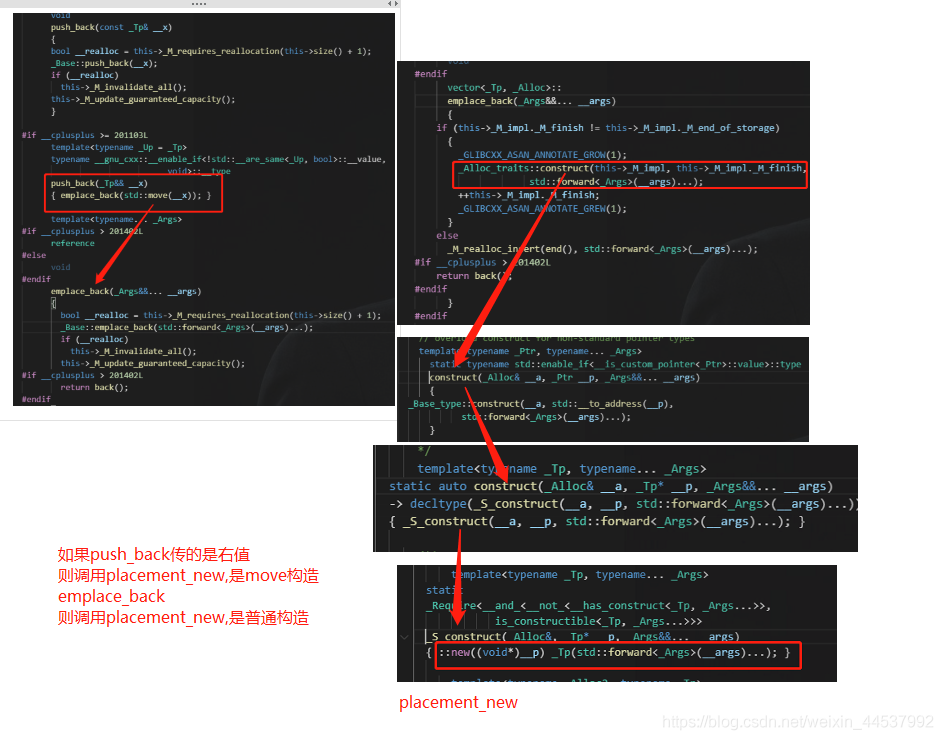 void
push_back(const _Tp& __x)
{
bool __realloc = this->_M_requires_reallocation(this->size() + 1);
_Base::push_back(__x);
if (__realloc)
this->_M_invalidate_all();
this->_M_update_guaranteed_capacity();
}
#if __cplusplus >= 201103L
template<typename _Up = _Tp>
typename __gnu_cxx::__enable_if<!std::__are_same<_Up, bool>::__value,
void>::__type
push_back(_Tp&& __x)
{ emplace_back(std::move(__x)); }
template<typename... _Args>
#if __cplusplus > 201402L
reference
#else
void
#endif
emplace_back(_Args&&... __args)
{
bool __realloc = this->_M_requires_reallocation(this->size() + 1);
_Base::emplace_back(std::forward<_Args>(__args)...);
if (__realloc)
this->_M_invalidate_all();
this->_M_update_guaranteed_capacity();
#if __cplusplus > 201402L
return back();
#endif
void
#endif
vector<_Tp, _Alloc>::
emplace_back(_Args&&... __args)
{
if (this->_M_impl._M_finish != this->_M_impl._M_end_of_storage)
{
_GLIBCXX_ASAN_ANNOTATE_GROW(1);
_Alloc_traits::construct(this->_M_impl, this->_M_impl._M_finish,
std::forward<_Args>(__args)...);
++this->_M_impl._M_finish;
_GLIBCXX_ASAN_ANNOTATE_GREW(1);
}
else
_M_realloc_insert(end(), std::forward<_Args>(__args)...);
#if __cplusplus > 201402L
return back();
#endif
}
#endif
// overload construct for non-standard pointer types
template<typename _Ptr, typename... _Args>
static typename std::enable_if<__is_custom_pointer<_Ptr>::value>::type
construct(_Alloc& __a, _Ptr __p, _Args&&... __args)
{
_Base_type::construct(__a, std::__to_address(__p),
std::forward<_Args>(__args)...);
}
*/
template<typename _Tp, typename... _Args>
static auto construct(_Alloc& __a, _Tp* __p, _Args&&... __args)
-> decltype(_S_construct(__a, __p, std::forward<_Args>(__args)...))
{ _S_construct(__a, __p, std::forward<_Args>(__args)...); }
template<typename _Tp, typename... _Args>
static
_Require<__and_<__not_<__has_construct<_Tp, _Args...>>,
is_constructible<_Tp, _Args...>>>
_S_construct(_Alloc&, _Tp* __p, _Args&&... __args)
{ ::new((void*)__p) _Tp(std::forward<_Args>(__args)...); }
如果push_back传的是右值
则调用placement_new,是move构造
emplace_back
则调用placement_new,是普通构造
placement_new
https://blog.csdn.net/weixin_44537992